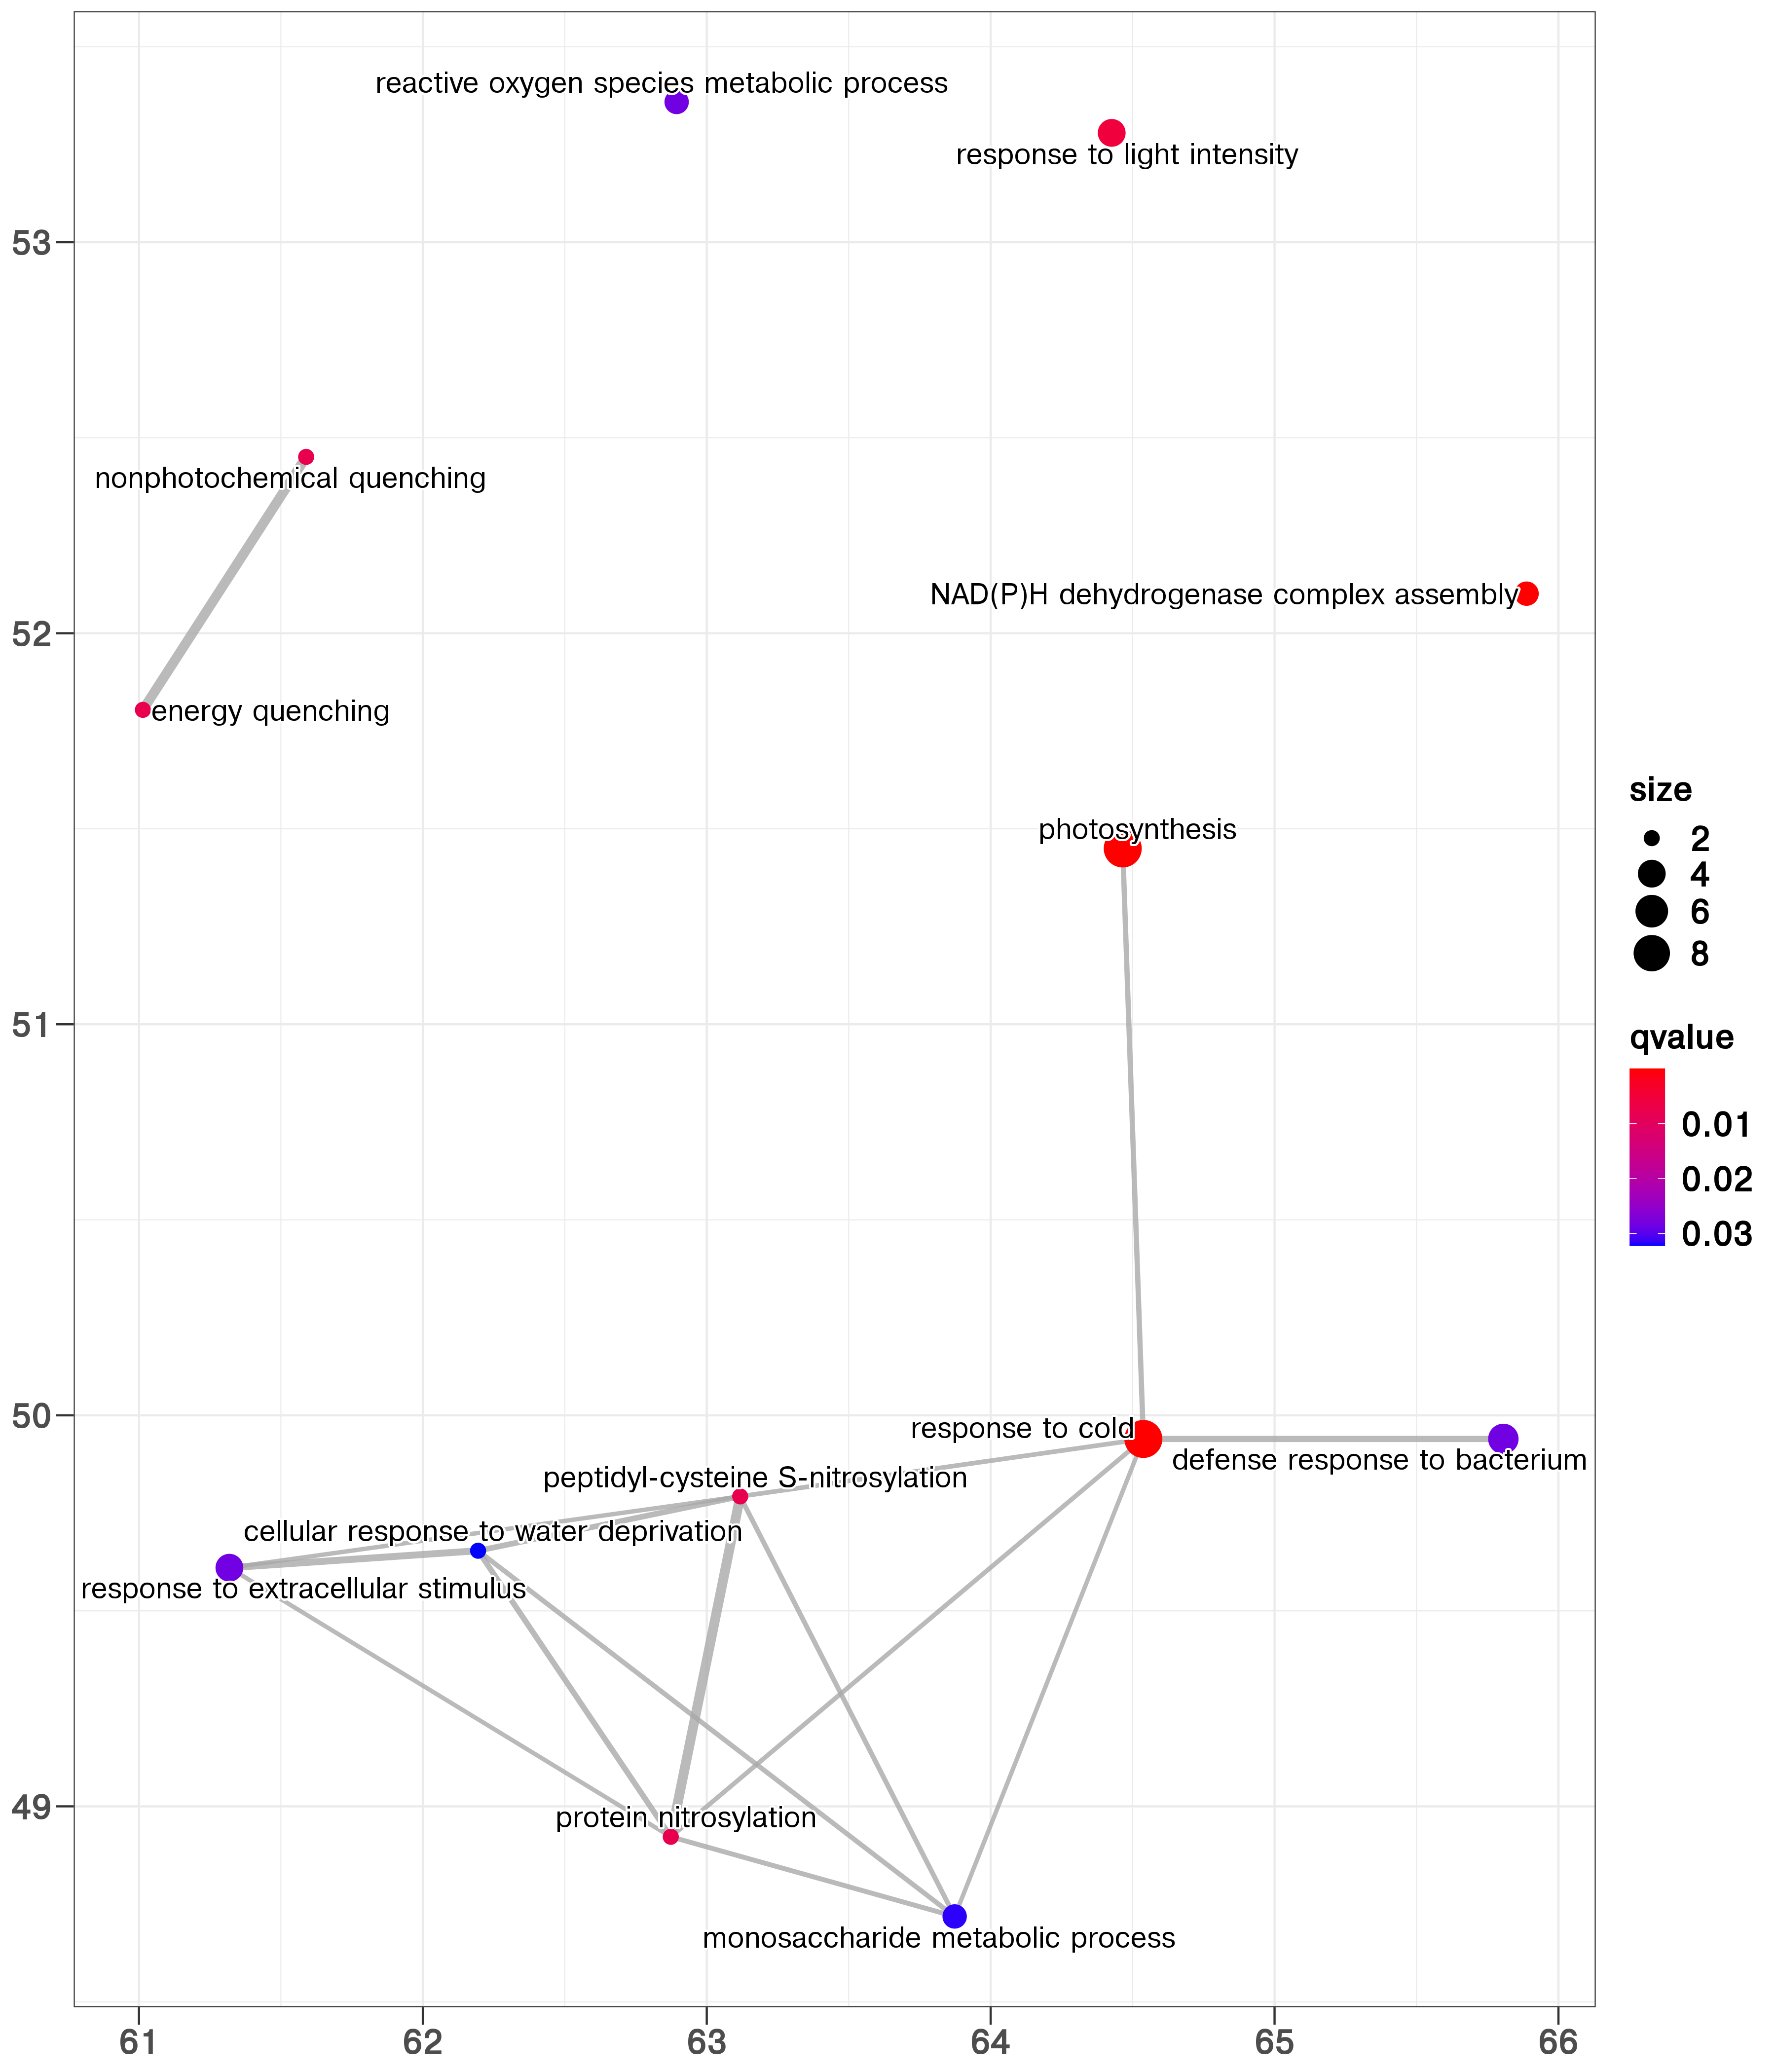 reactive oxygen species metabolic process
response to light intensity
53
nonphotochemical quenching
NAD(P)H dehydrogenase complex assembly
52
energy quenching
size
photosynthesis
2
4
6
8
51
qvalue
0.01
0.02
0.03
50
response to cold
defense response to bacterium
peptidyl-cysteine S-nitrosylation
cellular response to water deprivation
response to extracellular stimulus
49
protein nitrosylation
monosaccharide metabolic process
61 62 63 64 65 66